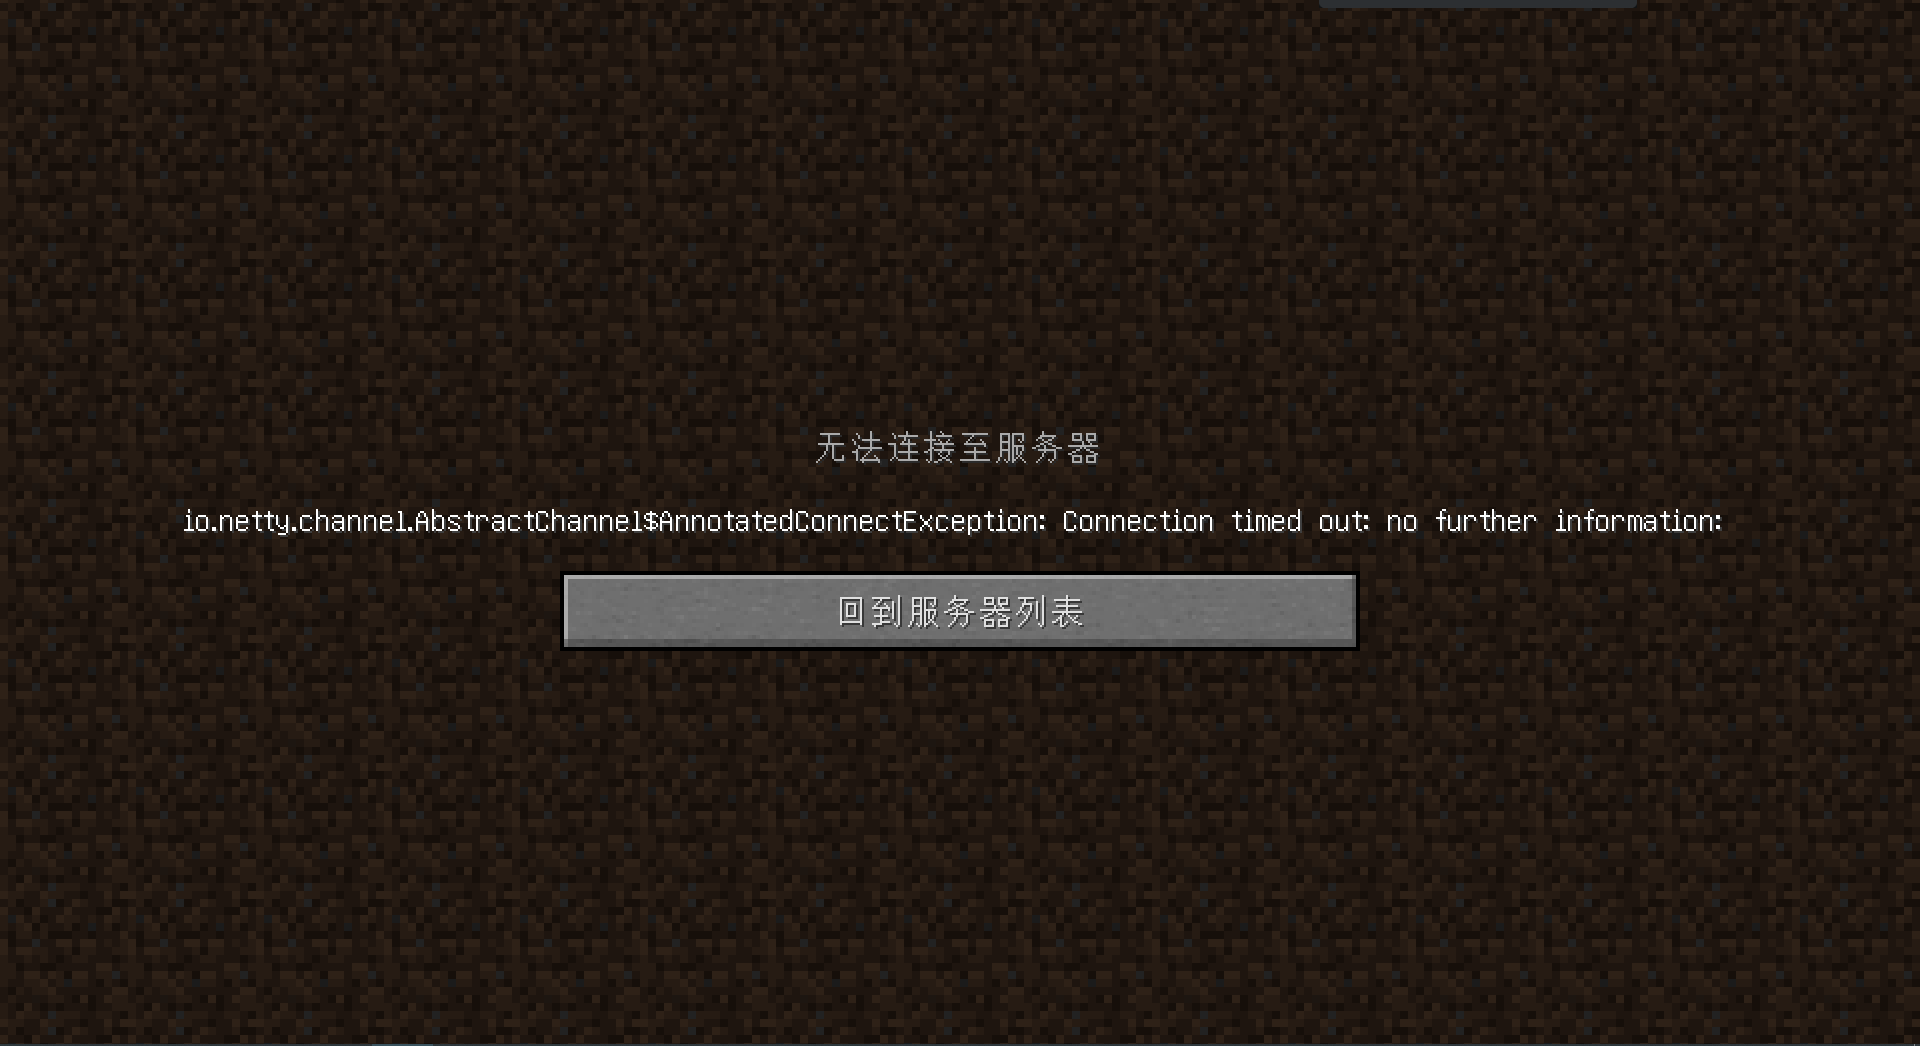 无法连接至服务器
io.netty.channel.AbstractChannel$AnnotatedConnectException: Connection timed out: no further information:
回到服务器列表